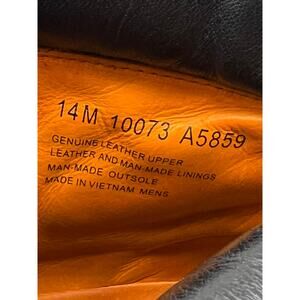 14M 10073 A5859
GENUINE LEATHER UPPER
LEATHER AND MAN-MADE LININGS
MAN-MADE OUTSOLE
MADE IN VIETNAM MENS